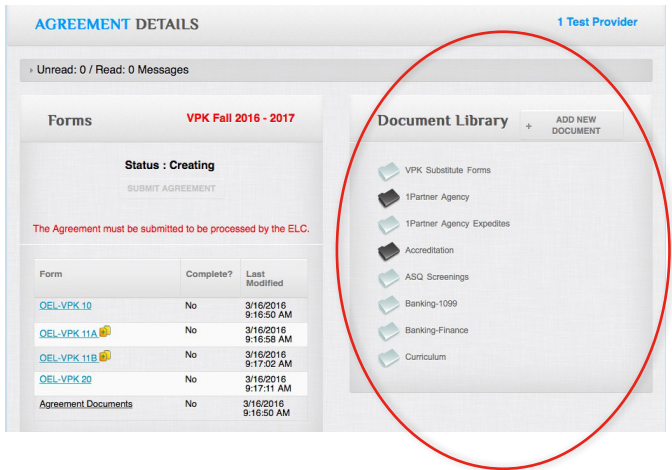 AGREEMENT DETAILS
1 Test Provider
Unread: 0 / Read: 0 Messages
Forms
VPK Fall 2016 - 2017
Status : Creating
SUBMIT AGREEMENT
The Agreement must be submitted to be processed by the ELC.
Form Complete? Last
Modified
OEL-VPK 10 No 3/16/2016
9:16:50 AM
OEL-VPK 11A No 3/16/2016
9:16:58 AM
OEL-VPK 11B No 3/16/2016
9:17:02 AM
OEL-VPK 20 No 3/16/2016
9:17:11 AM
Agreement Documents No 3/16/2016
9:16:50 AM
Document Library
+ ADD NEW
DOCUMENT
VPK Substitute Forms
1Partner Agency
1Partner Agency Expedites
Accreditation
ASQ Screenings
Banking-1099
Banking-Finance
Curriculum